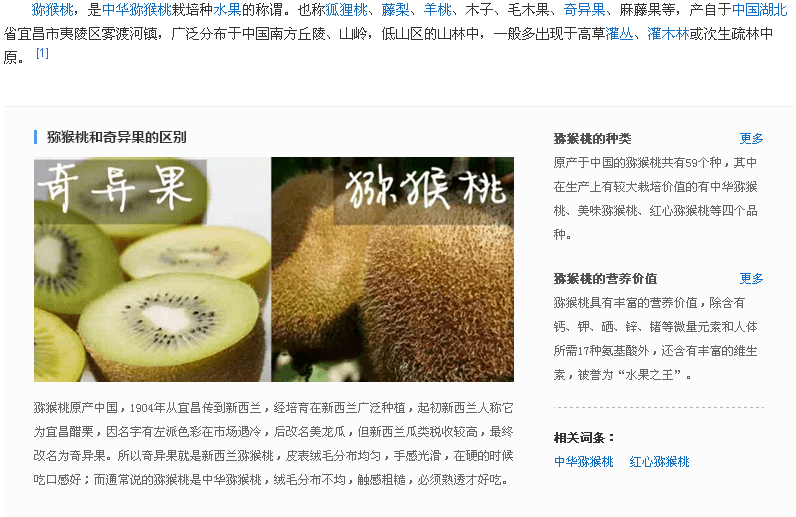 猕猴桃，是中华猕猴桃栽培种水果的称谓。也称狐狸桃、藤梨、羊桃、木子、毛木果、奇异果、麻藤果等，产自于中国湖北
省宜昌市夷陵区雾渡河镇，广泛分布于中国南方丘陵、山岭，低山区的山林中，一般多出现于高草灌丛、灌木林或次生疏林中
原。 [1]
猕猴桃和奇异果的区别
奇异果
猕猴桃
猕猴桃原产中国，1904年从宜昌传到新西兰，经培育在新西兰广泛种植，起初新西兰人称它
为宜昌醋栗，因名字有左派色彩在市场遇冷，后改名美龙瓜，但新西兰瓜类税收较高，最终
改名为奇异果。所以奇异果就是新西兰猕猴桃，皮表绒毛分布均匀，手感光滑，在硬的时候
吃口感好；而通常说的猕猴桃是中华猕猴桃，绒毛分布不均，触感粗糙，必须熟透才好吃。
猕猴桃的种类 更多
原产于中国的猕猴桃共有59个种，其中
在生产上有较大栽培价值的有中华猕猴
桃、美味猕猴桃、红心猕猴桃等四个品
种。
猕猴桃的营养价值 更多
猕猴桃具有丰富的营养价值，除含有
钙、钾、硒、锌、锗等微量元素和人体
所需17种氨基酸外，还含有丰富的维生
素，被誉为“水果之王”。
相关词条：
中华猕猴桃 红心猕猴桃